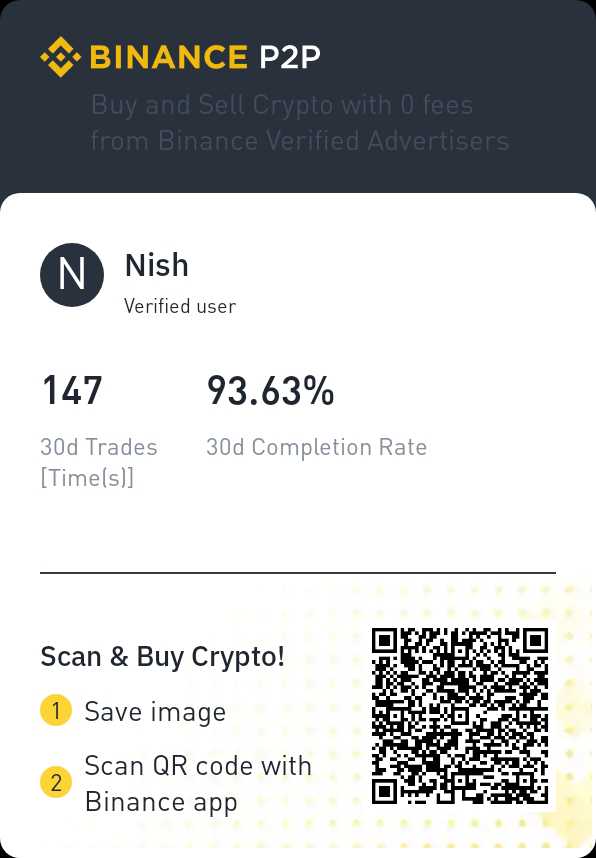 BINANCE P2P
Buy and Sell Crypto with 0 fees
from Binance Verified Advertisers
N
Nish
Verified user
147
93.63%
30d Trades
[Time(s)]
30d Completion Rate
Scan & Buy Crypto!
1 Save image
2 Scan QR code with
Binance app